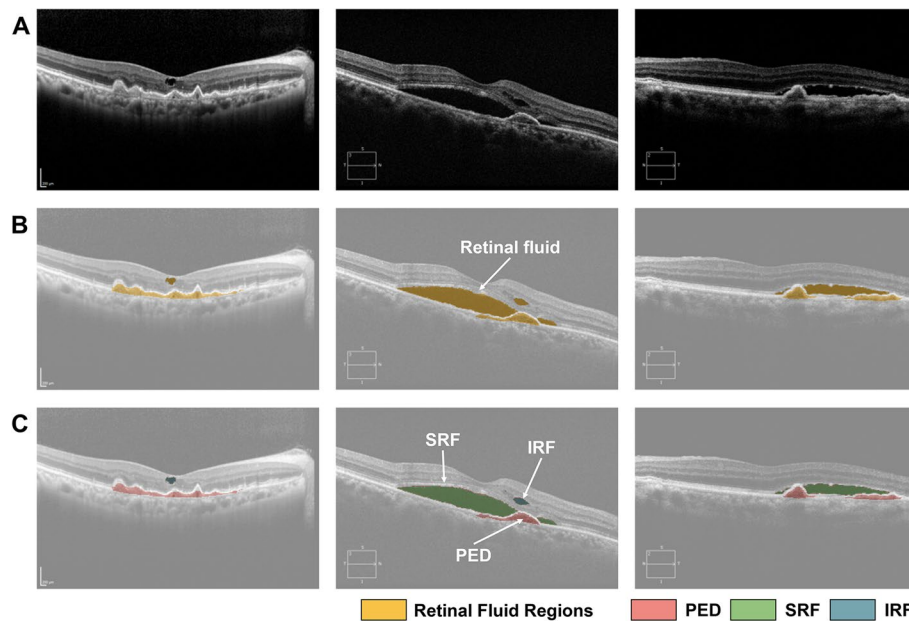 A
B
Retinal fluid
C
SRF
IRF
PED
Retinal Fluid Regions
PED
SRF
IRF